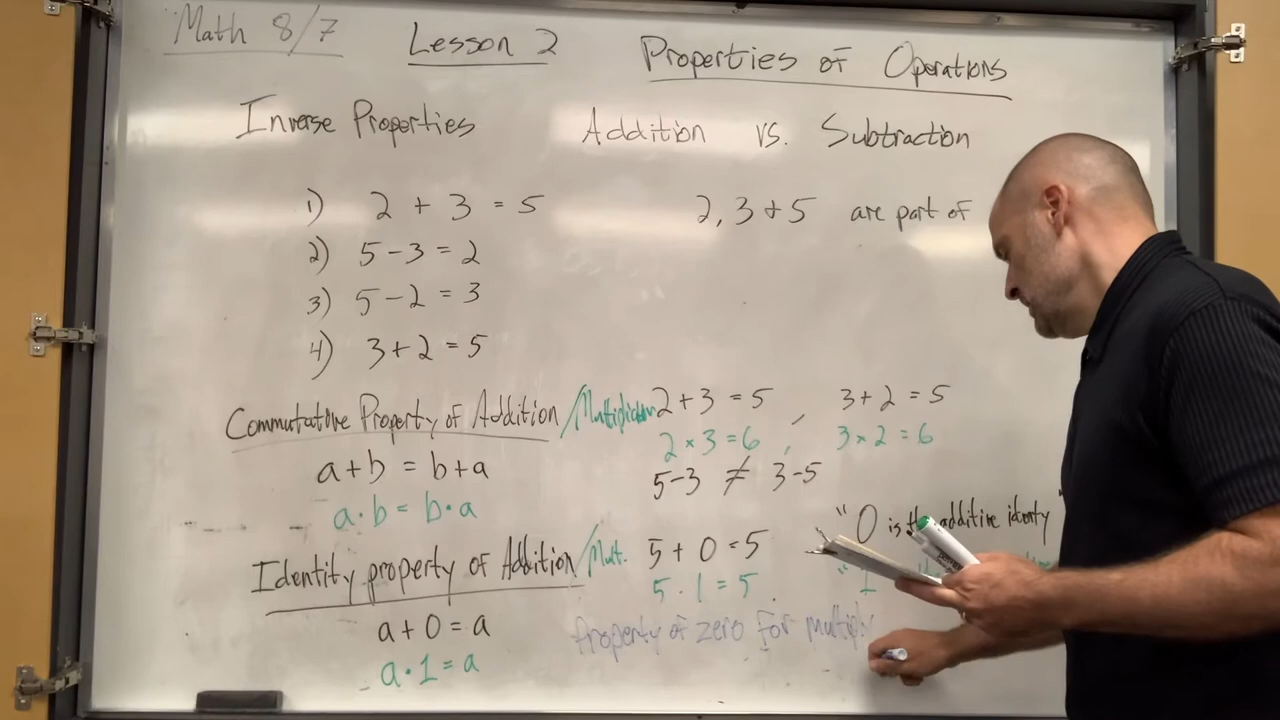 Math 8/7 Lesson 2 Properties of Operations
Inverse Properties Addition vs. Subtraction
1) 2 + 3 = 5 2, 3 + 5 are part of
2) 5 - 3 = 2
3) 5 - 2 = 3
4) 3 + 2 = 5
Commutative Property of Addition /Multiplication 2 + 3 = 5 , 3 + 2 = 5
2 × 3 = 6 , 3 × 2 = 6
a + b = b + a 5 - 3 ≠ 3 - 5
a · b = b · a
"0 is the additive identity"
Identity property of Addition /Mult. 5 + 0 = 5
5 · 1 = 5 "1
a + 0 = a Property of zero for multiply
a · 1 = a